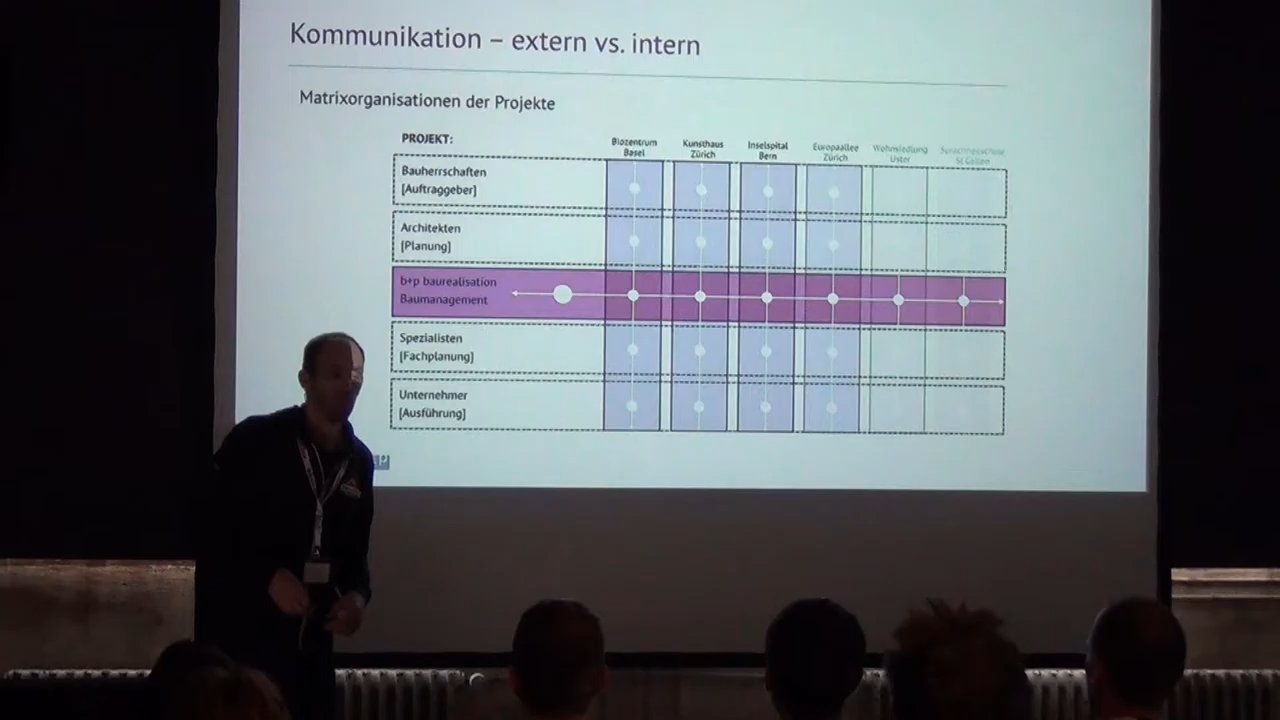 Kommunikation – extern vs. intern
Matrixorganisationen der Projekte
PROJEKT:
Biozentrum
Basel
Kunsthaus
Zürich
Inselspital
Bern
Europaallee
Zürich
Wohnsiedlung
Uster
St Gallen
Bauherrschaften
[Auftraggeber]
Architekten
[Planung]
b+p baurealisation
Baumanagement
Spezialisten
[Fachplanung]
Unternehmer
[Ausführung]